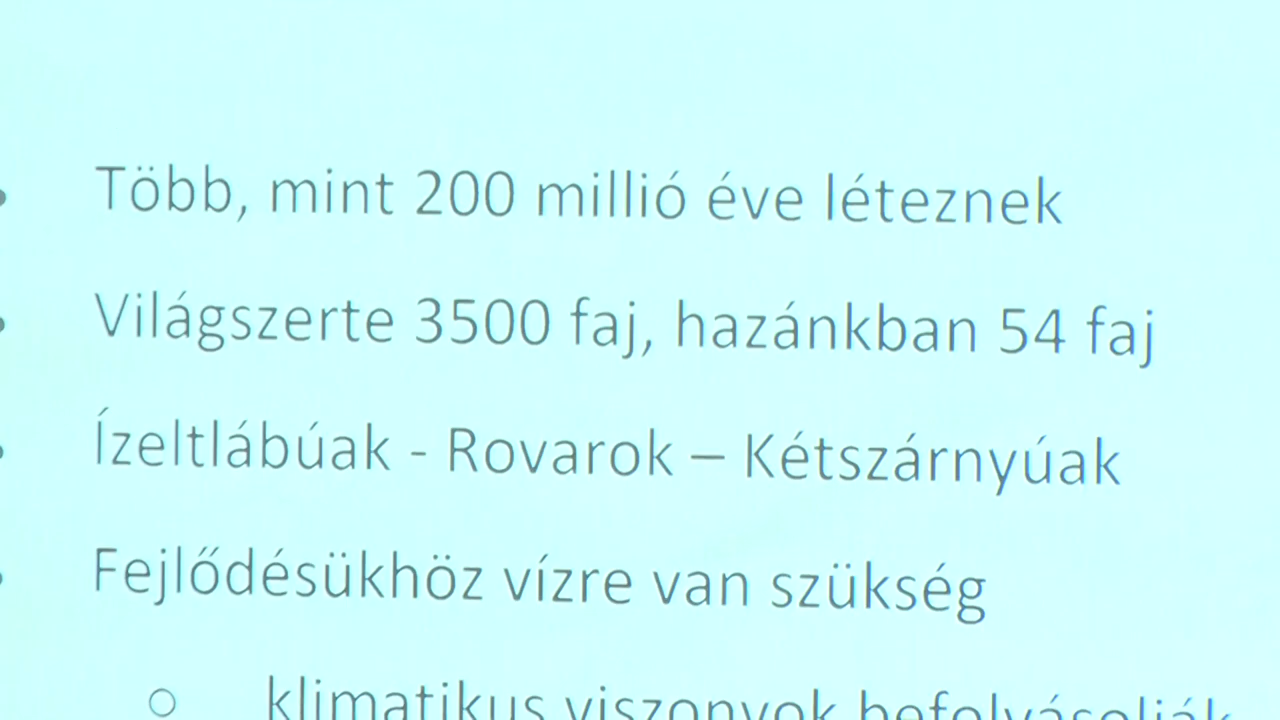 Több, mint 200 millió éve léteznek
Világszerte 3500 faj, hazánkban 54 faj
Ízeltlábúak - Rovarok – Kétszárnyúak
Fejlődésükhöz vízre van szükség
klimatikus viszonyok befolyásolják